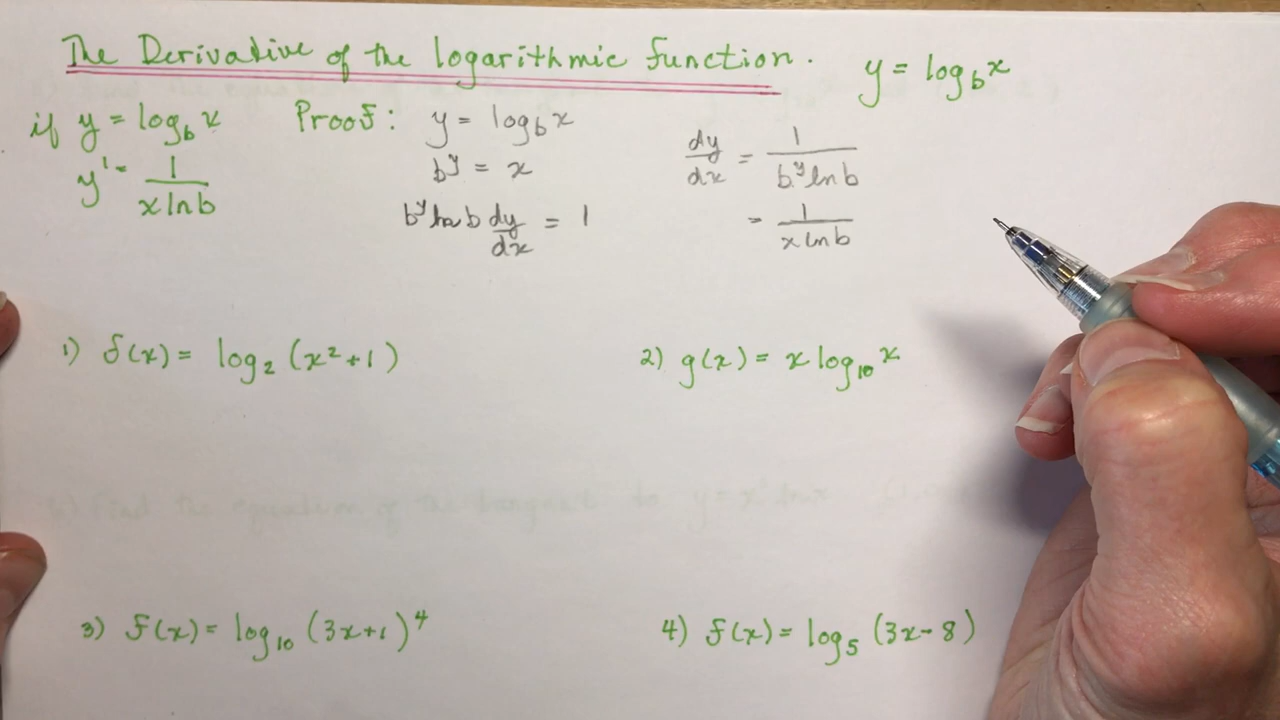 The Derivative of the logarithmic function.
y = log_b x
if y = log_b x
y' = 1 / (x ln b)
Proof: y = log_b x
b^y = x
b^y ln b dy/dx = 1
dy/dx = 1 / (b^y ln b)
= 1 / (x ln b)
1) f(x) = log_2 (x² + 1)
2) g(x) = x log_10 x
3) f(x) = log_10 (3x+1)^4
4) f(x) = log_5 (3x - 8)